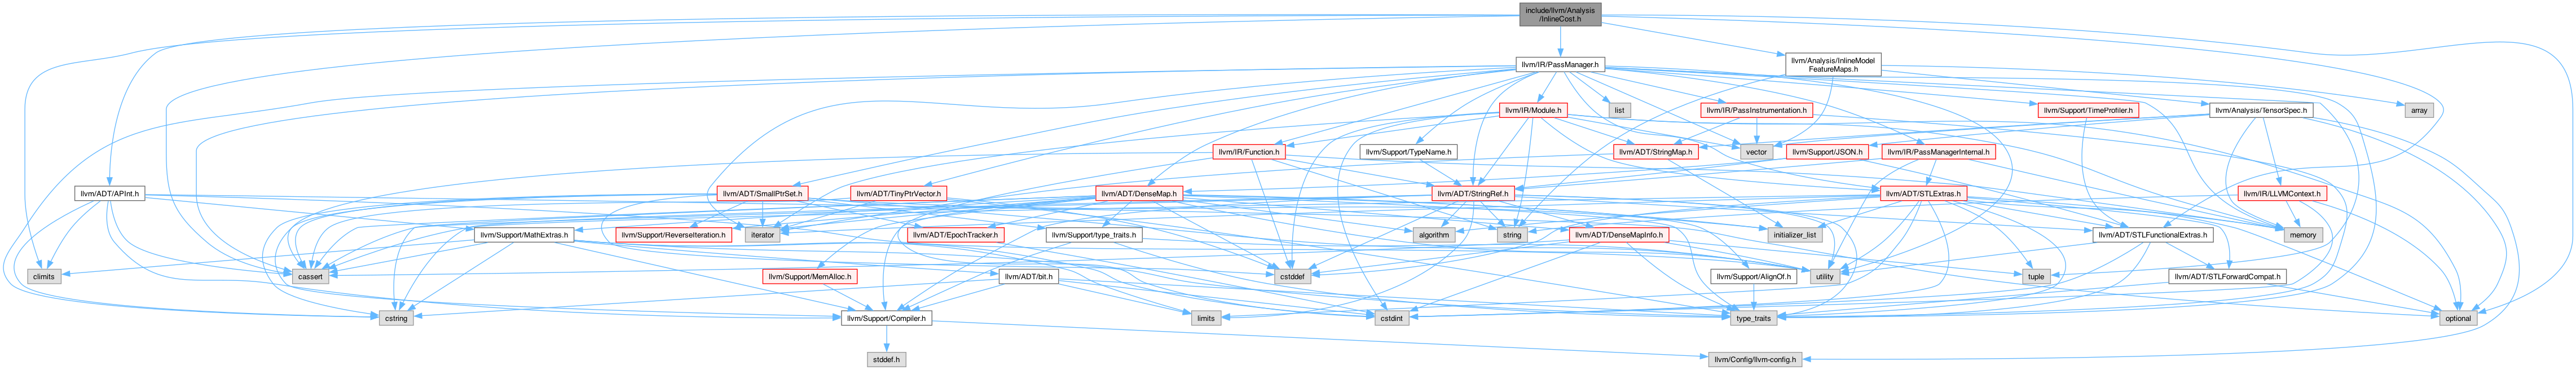 include/llvm/Analysis
/InlineCost.h
llvm/Analysis/InlineModel
FeatureMaps.h
llvm/IR/PassManager.h
list
llvm/IR/Module.h
llvm/IR/PassInstrumentation.h
llvm/Support/TimeProfiler.h
llvm/Analysis/TensorSpec.h
array
llvm/IR/Function.h
llvm/Support/TypeName.h
llvm/ADT/StringMap.h
vector
llvm/Support/JSON.h
llvm/IR/PassManagerInternal.h
llvm/ADT/APInt.h
llvm/ADT/SmallPtrSet.h
llvm/ADT/TinyPtrVector.h
llvm/ADT/DenseMap.h
llvm/ADT/StringRef.h
llvm/ADT/STLExtras.h
llvm/IR/LLVMContext.h
llvm/Support/MathExtras.h
llvm/Support/ReverseIteration.h
iterator
llvm/ADT/EpochTracker.h
llvm/Support/type_traits.h
algorithm
string
llvm/ADT/DenseMapInfo.h
initializer_list
llvm/ADT/STLFunctionalExtras.h
memory
climits
cassert
llvm/Support/MemAlloc.h
llvm/ADT/bit.h
cstddef
utility
llvm/Support/AlignOf.h
tuple
llvm/ADT/STLForwardCompat.h
cstring
llvm/Support/Compiler.h
limits
cstdint
type_traits
optional
stddef.h
llvm/Config/llvm-config.h